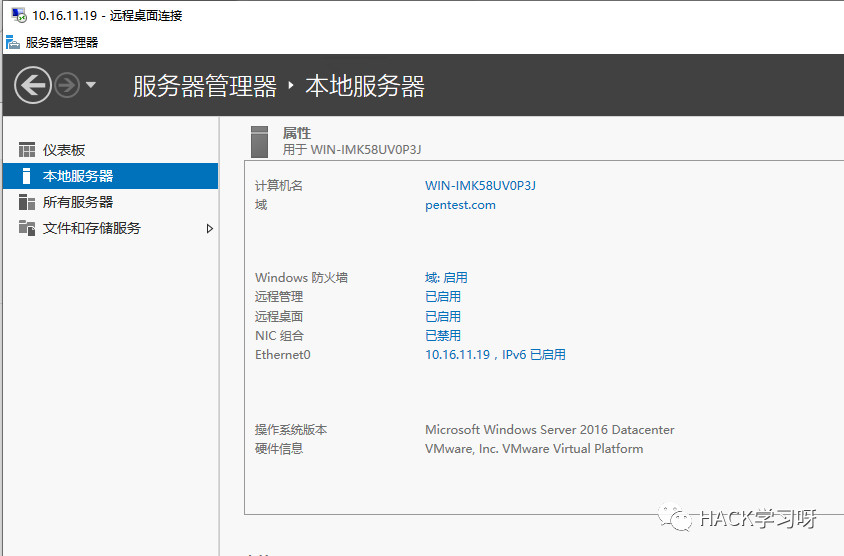 10.16.11.19 - 远程桌面连接
服务器管理器
服务器管理器 ▸ 本地服务器
仪表板
本地服务器
所有服务器
文件和存储服务
属性
用于 WIN-IMK58UV0P3J
计算机名 WIN-IMK58UV0P3J
域 pentest.com
Windows 防火墙 域: 启用
远程管理 已启用
远程桌面 已启用
NIC 组合 已禁用
Ethernet0 10.16.11.19，IPv6 已启用
操作系统版本 Microsoft Windows Server 2016 Datacenter
硬件信息 VMware, Inc. VMware Virtual Platform
HACK学习呀